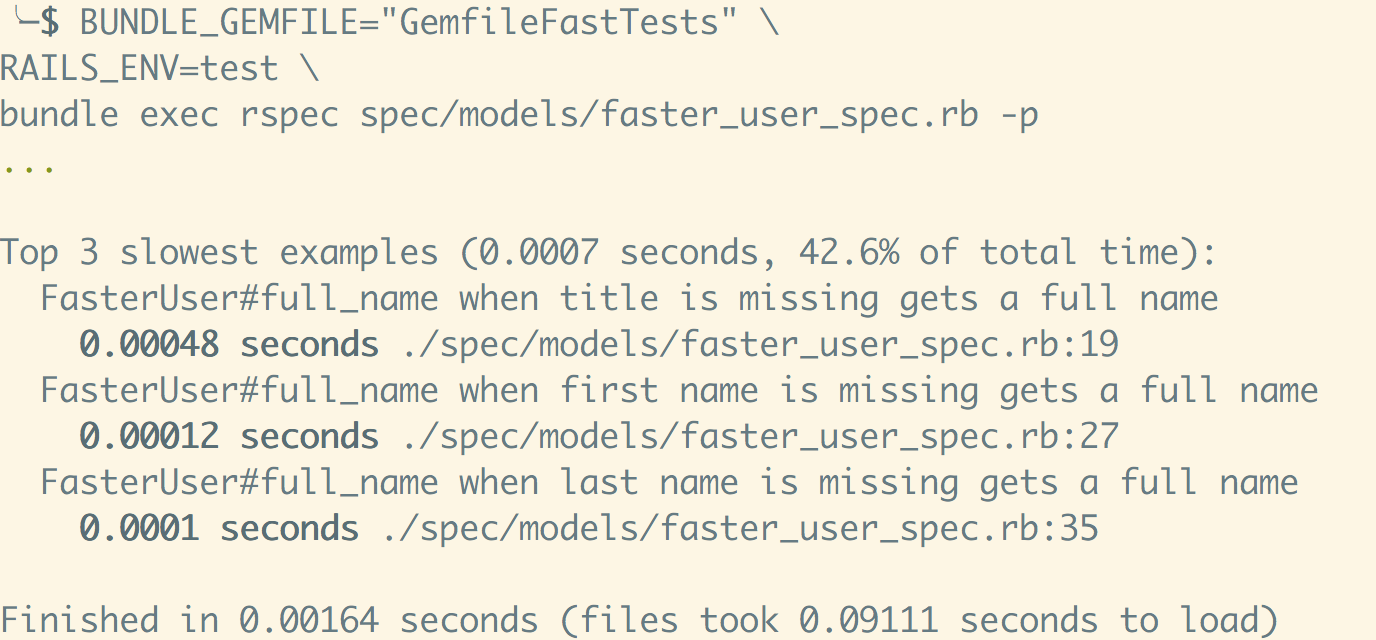 ╰─$ BUNDLE_GEMFILE="GemfileFastTests" \
RAILS_ENV=test \
bundle exec rspec spec/models/faster_user_spec.rb -p
...
Top 3 slowest examples (0.0007 seconds, 42.6% of total time):
FasterUser#full_name when title is missing gets a full name
0.00048 seconds ./spec/models/faster_user_spec.rb:19
FasterUser#full_name when first name is missing gets a full name
0.00012 seconds ./spec/models/faster_user_spec.rb:27
FasterUser#full_name when last name is missing gets a full name
0.0001 seconds ./spec/models/faster_user_spec.rb:35
Finished in 0.00164 seconds (files took 0.09111 seconds to load)